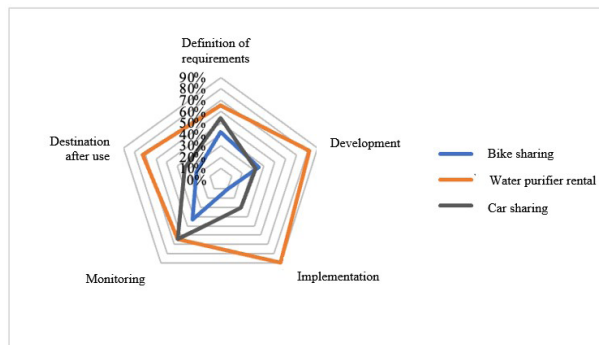 Definition of
requirements
90%
80%
70%
60%
50%
40%
30%
20%
10%
0%
Destination
after use
Development
Bike sharing
Water purifier rental
Car sharing
Monitoring
Implementation